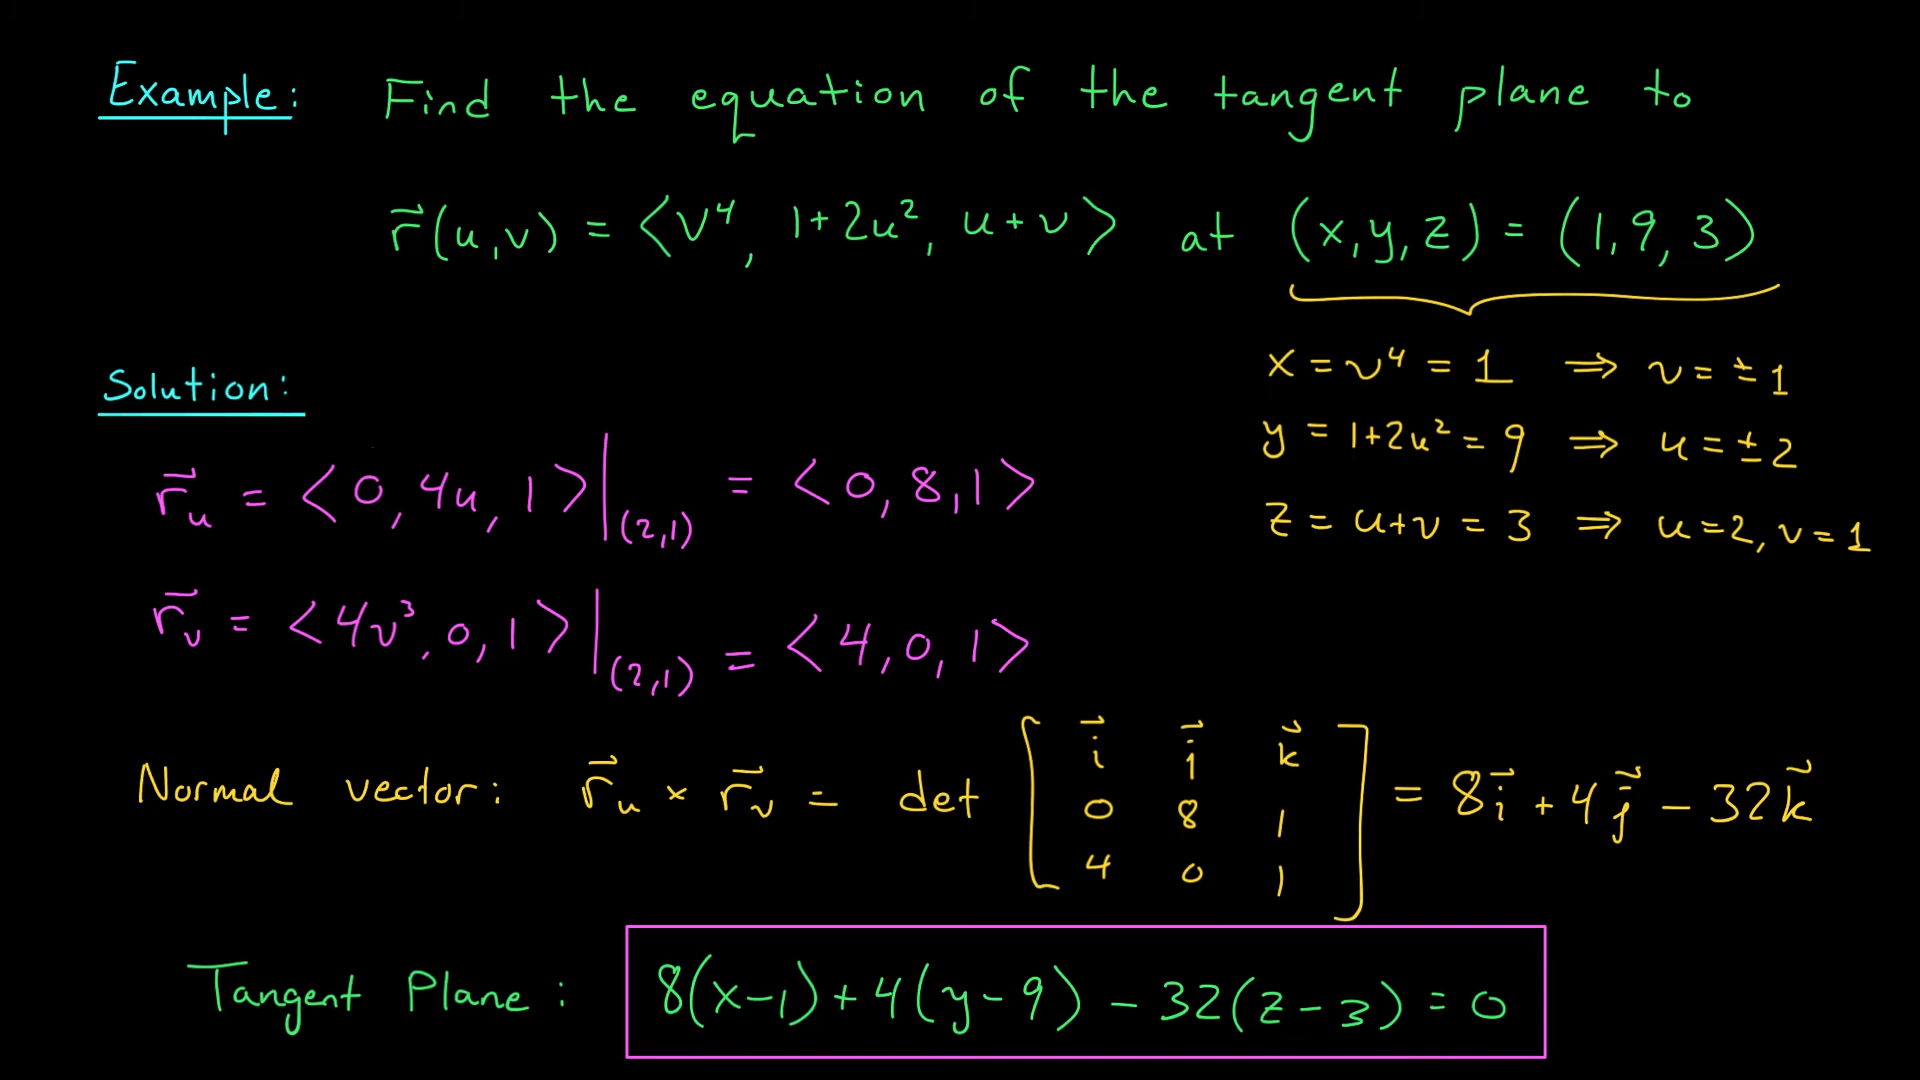 Example: Find the equation of the tangent plane to
r⃗(u,v) = ⟨v⁴, 1+2u², u+v⟩ at (x,y,z) = (1,9,3)
x = v⁴ = 1 ⇒ v = ±1
y = 1+2u² = 9 ⇒ u = ±2
z = u+v = 3 ⇒ u=2, v=1
Solution:
r⃗ᵤ = ⟨0, 4u, 1⟩|₍₂,₁₎ = ⟨0,8,1⟩
r⃗ᵥ = ⟨4v³, 0, 1⟩|₍₂,₁₎ = ⟨4,0,1⟩
Normal vector: r⃗ᵤ × r⃗ᵥ = det [ i⃗ j⃗ k⃗
0 8 1
4 0 1 ] = 8i⃗ + 4j⃗ − 32k⃗
Tangent Plane: 8(x−1) + 4(y−9) − 32(z−3) = 0